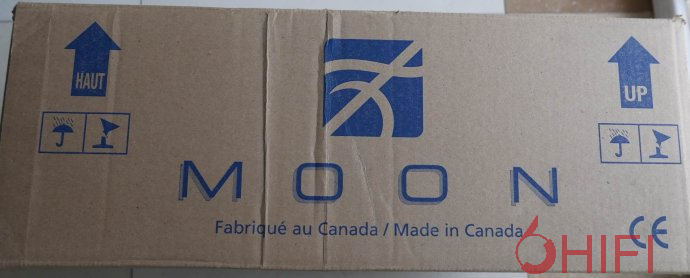 HAUT
UP
MOON
Fabriqué au Canada / Made in Canada
CE
HIFI